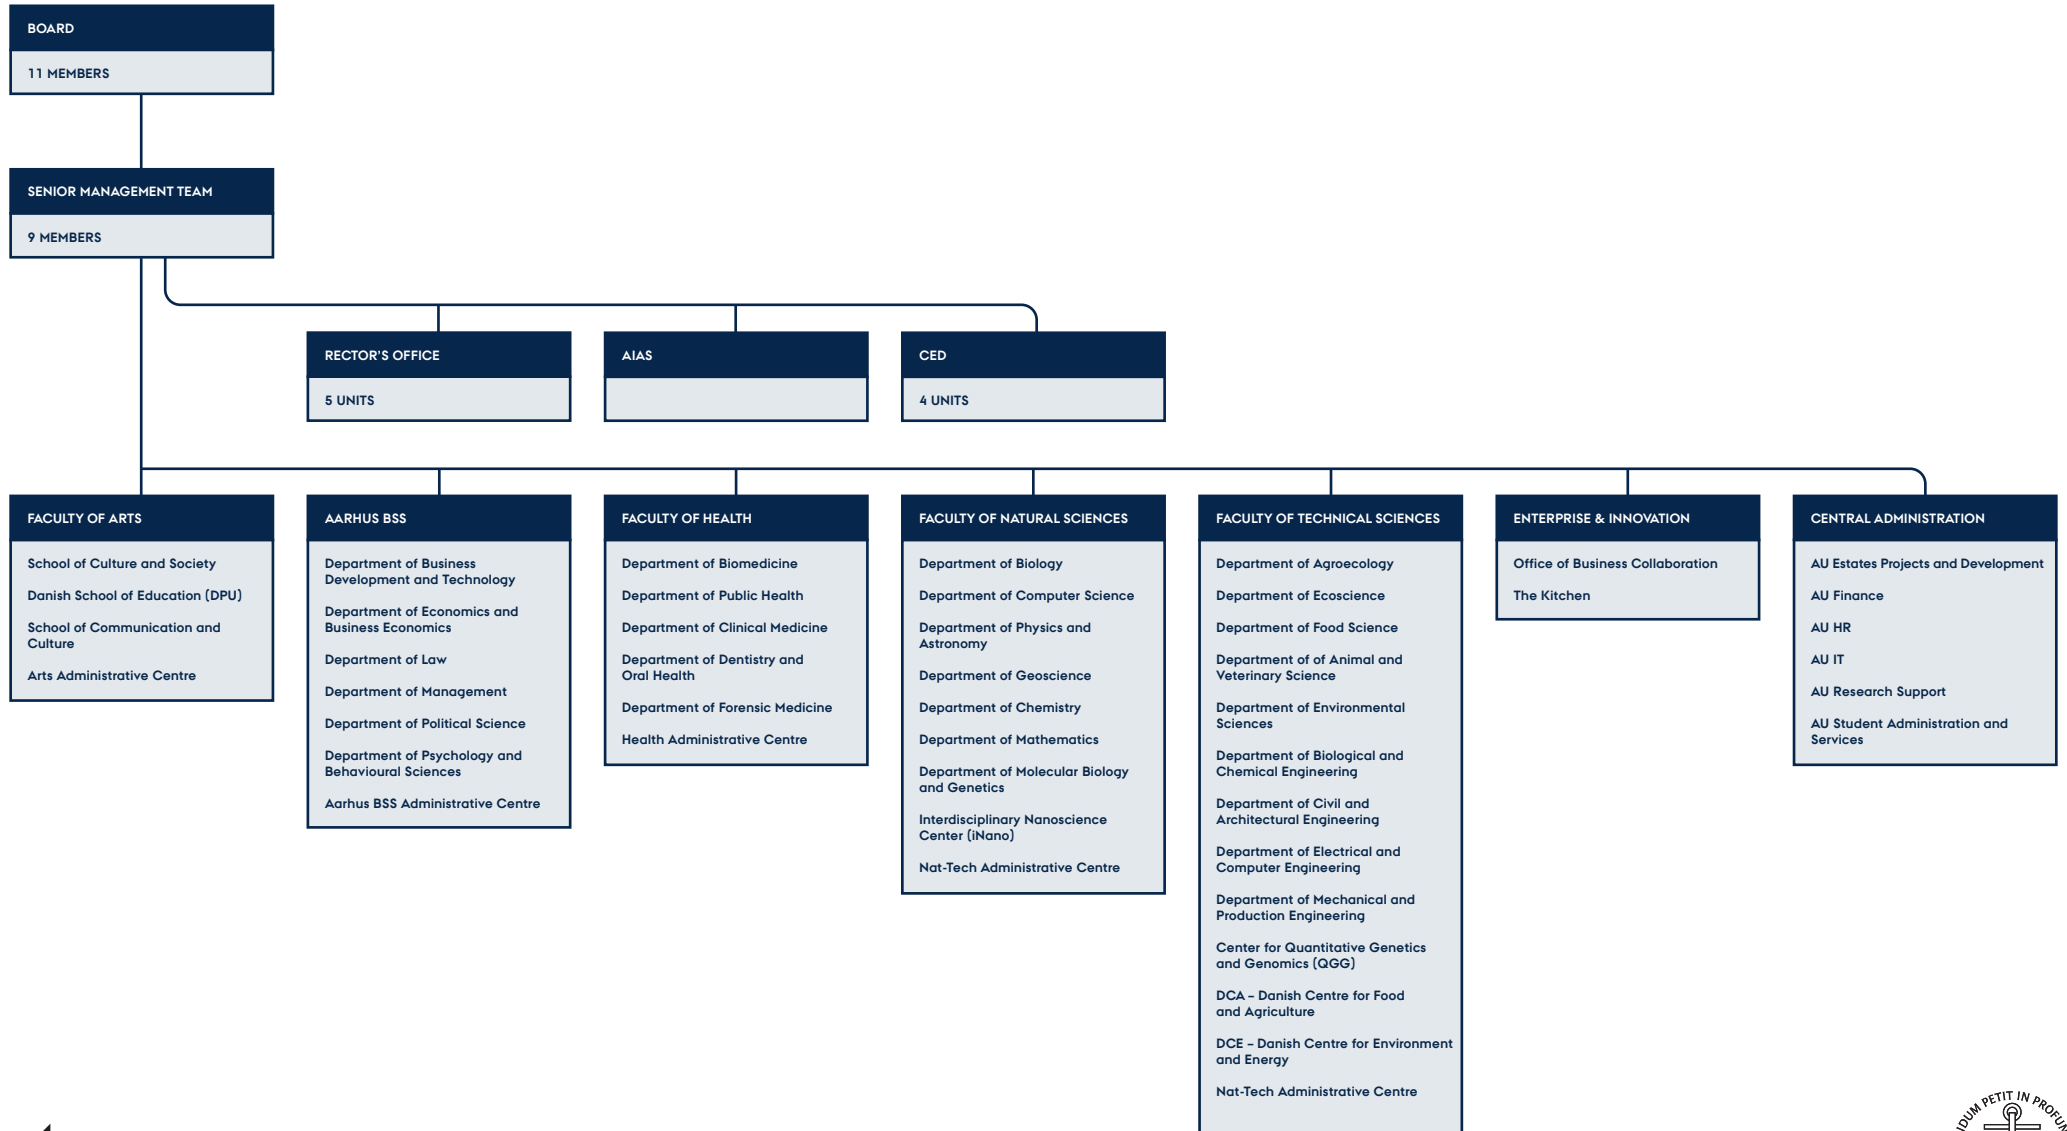 BOARD
11 MEMBERS
SENIOR MANAGEMENT TEAM
9 MEMBERS
RECTOR'S OFFICE
5 UNITS
AIAS
CED
4 UNITS
FACULTY OF ARTS
School of Culture and Society
Danish School of Education (DPU)
School of Communication and
Culture
Arts Administrative Centre
AARHUS BSS
Department of Business
Development and Technology
Department of Economics and
Business Economics
Department of Law
Department of Management
Department of Political Science
Department of Psychology and
Behavioural Sciences
Aarhus BSS Administrative Centre
FACULTY OF HEALTH
Department of Biomedicine
Department of Public Health
Department of Clinical Medicine
Department of Dentistry and
Oral Health
Department of Forensic Medicine
Health Administrative Centre
FACULTY OF NATURAL SCIENCES
Department of Biology
Department of Computer Science
Department of Physics and
Astronomy
Department of Geoscience
Department of Chemistry
Department of Mathematics
Department of Molecular Biology
and Genetics
Interdisciplinary Nanoscience
Center (iNano)
Nat-Tech Administrative Centre
FACULTY OF TECHNICAL SCIENCES
Department of Agroecology
Department of Ecoscience
Department of Food Science
Department of of Animal and
Veterinary Science
Department of Environmental
Sciences
Department of Biological and
Chemical Engineering
Department of Civil and
Architectural Engineering
Department of Electrical and
Computer Engineering
Department of Mechanical and
Production Engineering
Center for Quantitative Genetics
and Genomics (QGG)
DCA – Danish Centre for Food
and Agriculture
DCE – Danish Centre for Environment
and Energy
Nat-Tech Administrative Centre
ENTERPRISE & INNOVATION
Office of Business Collaboration
The Kitchen
CENTRAL ADMINISTRATION
AU Estates Projects and Development
AU Finance
AU HR
AU IT
AU Research Support
AU Student Administration and
Services
PETIT IN